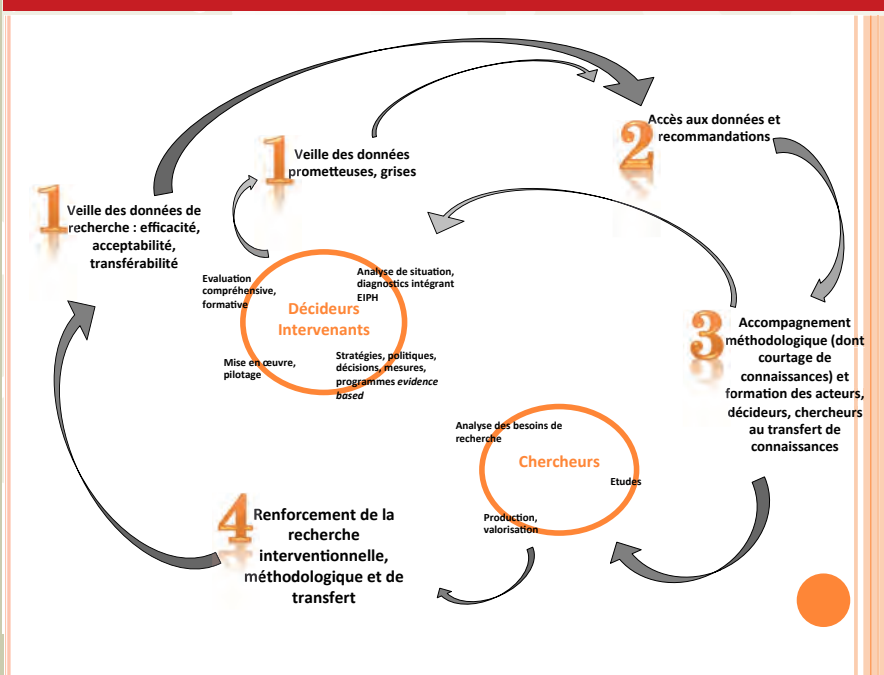 1
Veille des données de
recherche : efficacité,
acceptabilité,
transférabilité
1
Veille des données
prometteuses, grises
2
Accès aux données et
recommandations
3
Accompagnement
méthodologique (dont
courtage de
connaissances) et
formation des acteurs,
décideurs, chercheurs
au transfert de
connaissances
Evaluation
compréhensive,
formative
Analyse de situation,
diagnostics intégrant
EIPH
Décideurs
Intervenants
Mise en œuvre,
pilotage
Stratégies, politiques,
décisions, mesures,
programmes evidence
based
Analyse des besoins de
recherche
Chercheurs
Etudes
Production,
valorisation
4
Renforcement de la
recherche
interventionnelle,
méthodologique et de
transfert